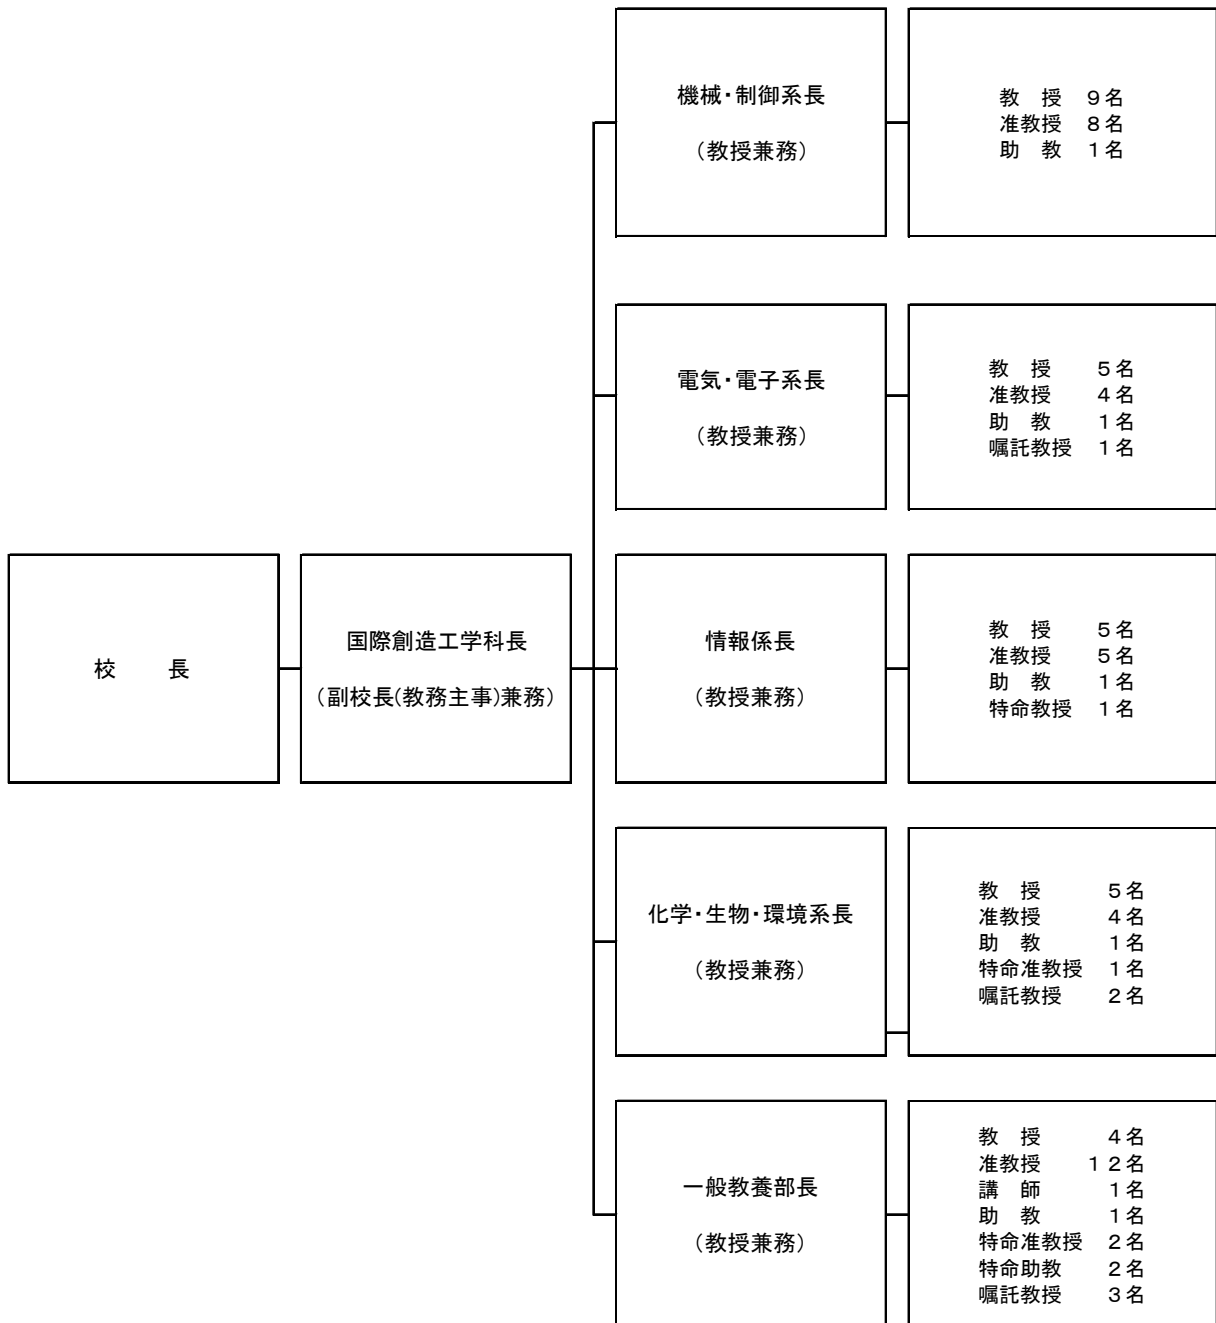 機械・制御系長
（教授兼務）
教　授　９名
准教授　８名
助　教　１名
電気・電子系長
（教授兼務）
教　授　　５名
准教授　　４名
助　教　　１名
嘱託教授　１名
校　　長
国際創造工学科長
（副校長(教務主事)兼務）
情報係長
（教授兼務）
教　授　　５名
准教授　　５名
助　教　　１名
特命教授　１名
化学・生物・環境系長
（教授兼務）
教　授　　　５名
准教授　　　４名
助　教　　　１名
特命准教授　１名
嘱託教授　　２名
一般教養部長
（教授兼務）
教　授　　　４名
准教授　　１２名
講　師　　　１名
助　教　　　１名
特命准教授　２名
特命助教　　２名
嘱託教授　　３名